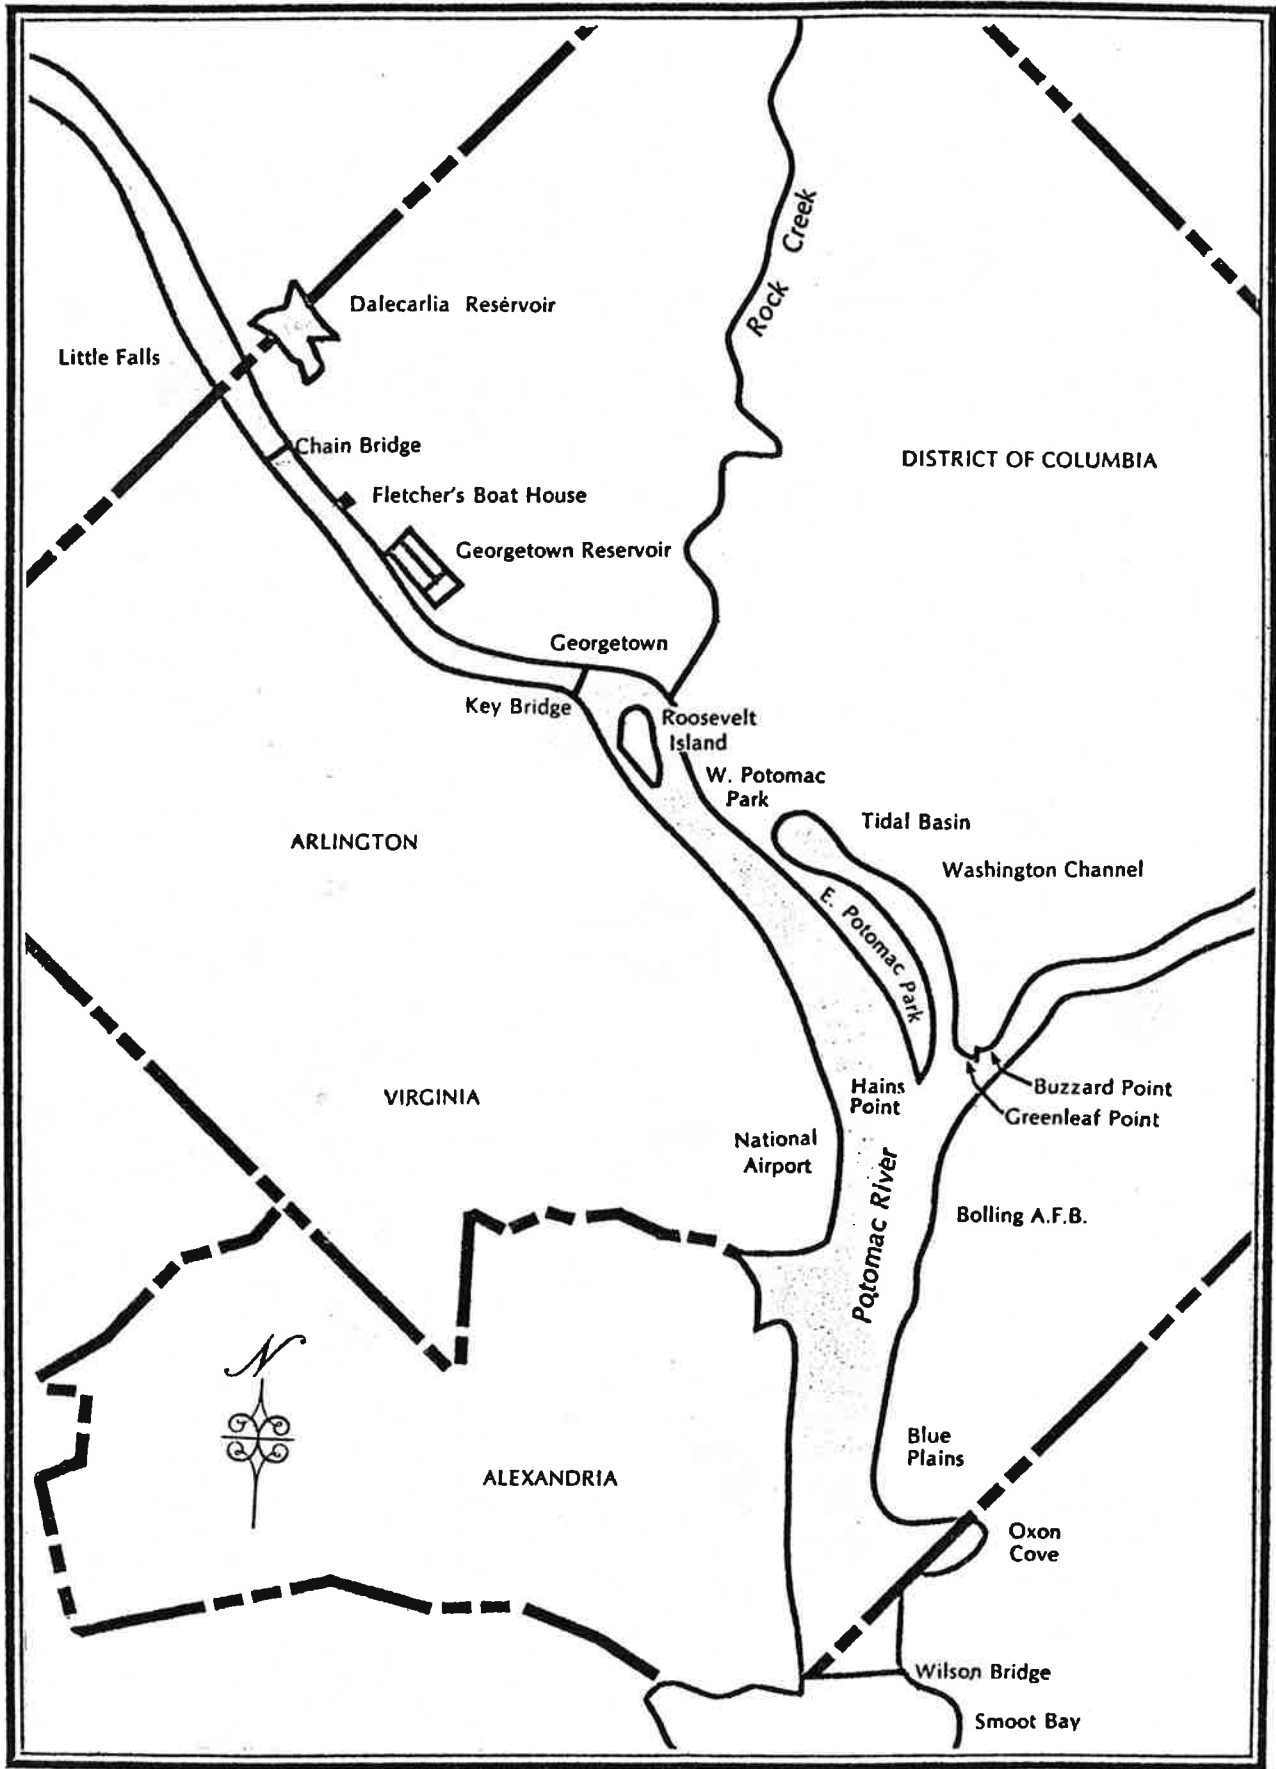 Rock Creek
Dalecarlia Reservoir
Little Falls
Chain Bridge
DISTRICT OF COLUMBIA
Fletcher's Boat House
Georgetown Reservoir
Georgetown
Key Bridge
Roosevelt
Island
W. Potomac
Park
Tidal Basin
ARLINGTON
Washington Channel
E. Potomac Park
VIRGINIA
Hains
Point
Buzzard Point
Greenleaf Point
National
Airport
Potomac River
Bolling A.F.B.
N
ALEXANDRIA
Blue
Plains
Oxon
Cove
Wilson Bridge
Smoot Bay